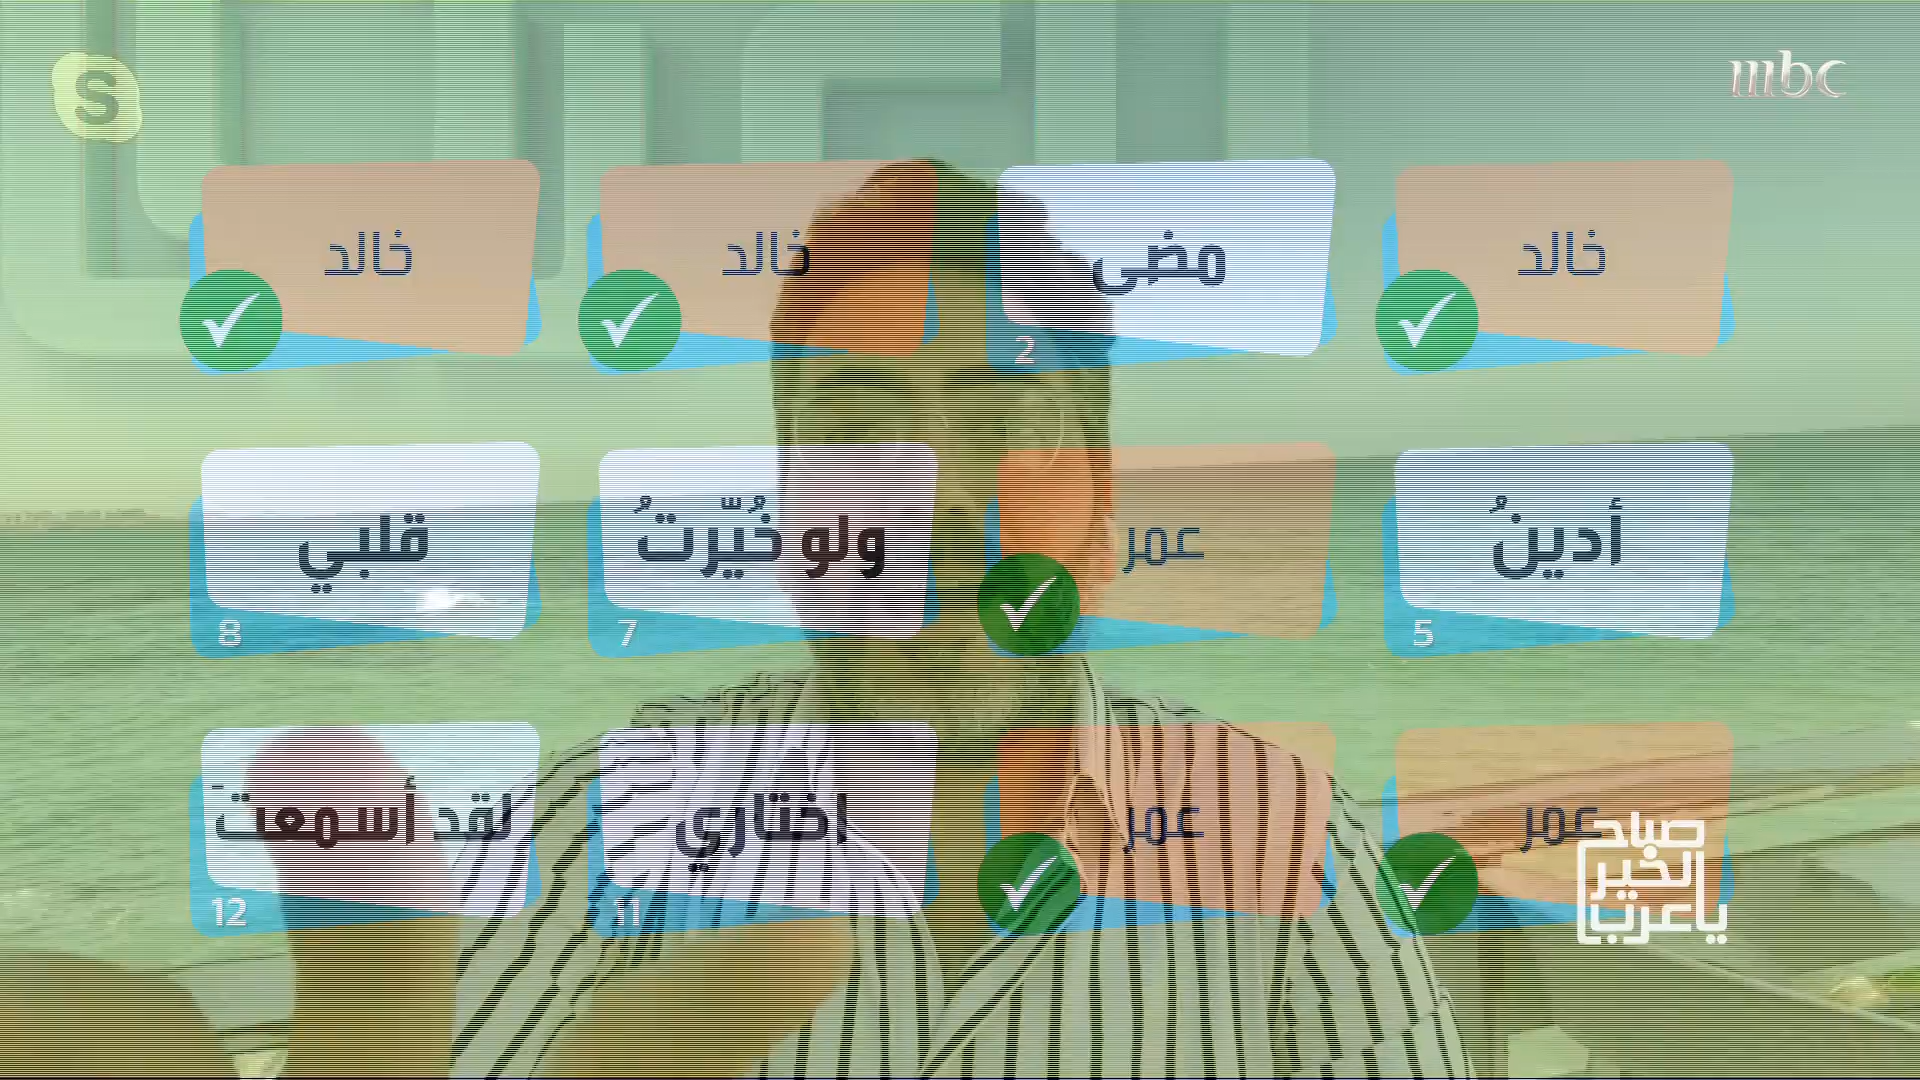 S
mbc
خالد
مضى
2
خالد
خالد
أدينُ
5
عمر
ولو خُيّرتُ
7
قلبي
8
عمر
عمر
اختاري
11
لقد أسمعتَ
12
صباح
الخير
ياعرب